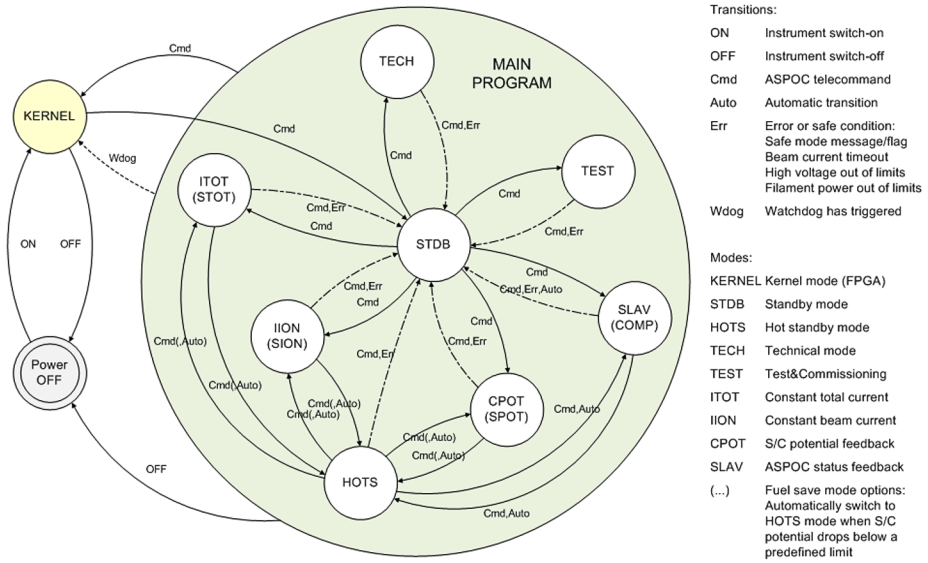 Cmd
KERNEL
Cmd
Wdog
ON
OFF
Power
OFF
OFF
MAIN
PROGRAM
TECH
Cmd,Err
Cmd
TEST
Cmd
Cmd,Err
ITOT
(STOT)
Cmd,Err
Cmd
STDB
Cmd
Cmd,Err,Auto
SLAV
(COMP)
Cmd,Err
Cmd
IION
(SION)
Cmd
Cmd,Err
Cmd(,Auto)
Cmd,Err
Cmd(,Auto)
CPOT
(SPOT)
Cmd(,Auto)
Cmd(,Auto)
Cmd,Auto
Cmd(,Auto)
Cmd(,Auto)
HOTS
Cmd,Auto
Transitions:
ON Instrument switch-on
OFF Instrument switch-off
Cmd ASPOC telecommand
Auto Automatic transition
Err Error or safe condition:
Safe mode message/flag
Beam current timeout
High voltage out of limits
Filament power out of limits
Wdog Watchdog has triggered
Modes:
KERNEL Kernel mode (FPGA)
STDB Standby mode
HOTS Hot standby mode
TECH Technical mode
TEST Test&Commissioning
ITOT Constant total current
IION Constant beam current
CPOT S/C potential feedback
SLAV ASPOC status feedback
(...) Fuel save mode options:
Automatically switch to
HOTS mode when S/C
potential drops below a
predefined limit